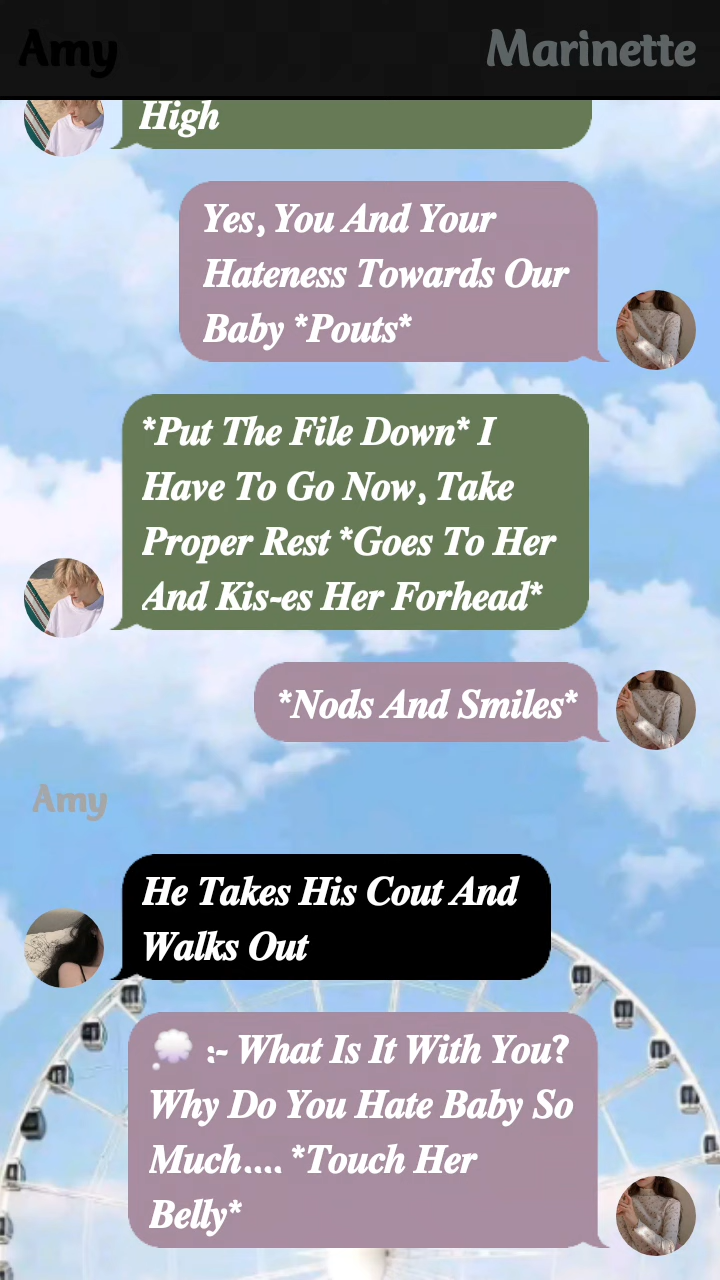 Amy
Marinette
High
Yes, You And Your
Hateness Towards Our
Baby *Pouts*
*Put The File Down* I
Have To Go Now, Take
Proper Rest *Goes To Her
And Kis-es Her Forhead*
*Nods And Smiles*
Amy
He Takes His Cout And
Walks Out
💭 :- What Is It With You?
Why Do You Hate Baby So
Much.... *Touch Her
Belly*